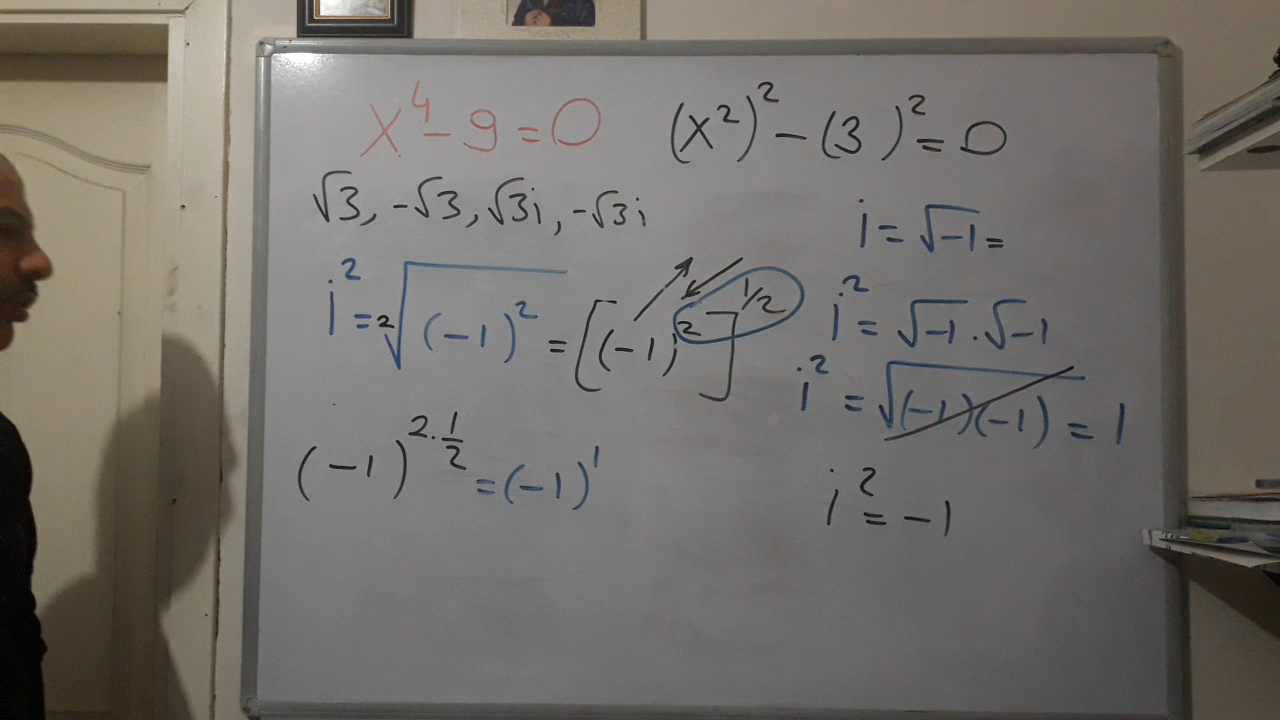 x⁴-9=0 (x²)²-(3)²=0
√3, -√3, √3i, -√3i
i=√-1=
i²=²√(-1)²=[(-1)²]^1/2
i²=√-1.√-1
i²=√(-1)(-1)=1
(-1)^2.1/2=(-1)¹
i²=-1